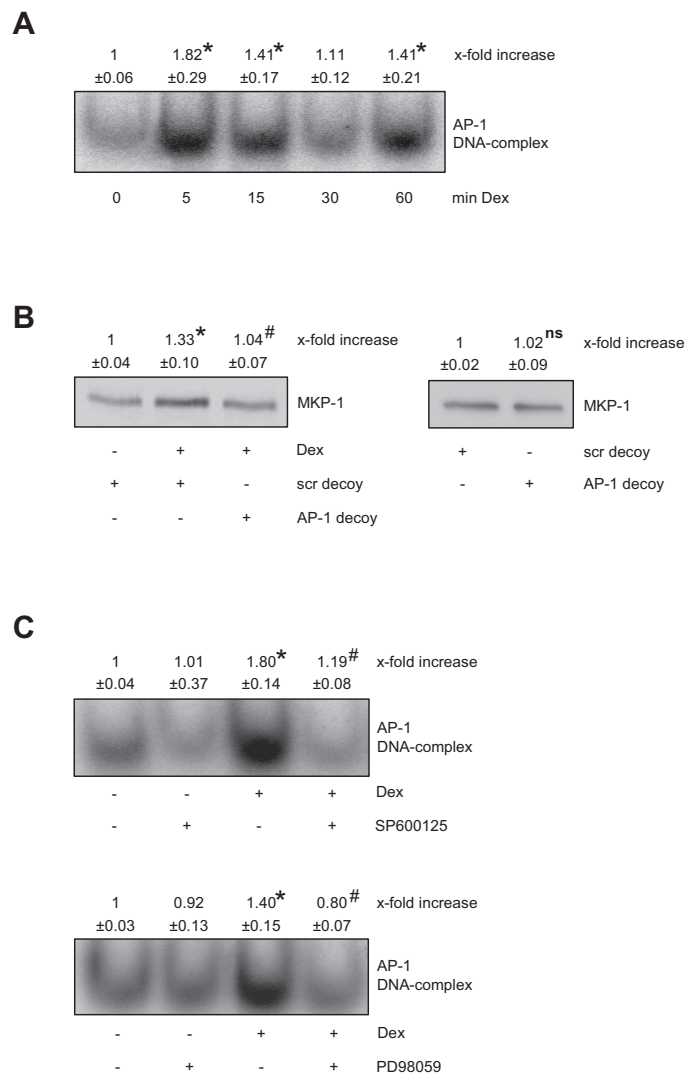 A
1 1.82* 1.41* 1.11 1.41* x-fold increase
±0.06 ±0.29 ±0.17 ±0.12 ±0.21
AP-1
DNA-complex
0 5 15 30 60 min Dex
B
1 1.33* 1.04# x-fold increase
±0.04 ±0.10 ±0.07
MKP-1
- + + Dex
+ + - scr decoy
- - + AP-1 decoy
1 1.02ns x-fold increase
±0.02 ±0.09
MKP-1
+ - scr decoy
- + AP-1 decoy
C
1 1.01 1.80* 1.19# x-fold increase
±0.04 ±0.37 ±0.14 ±0.08
AP-1
DNA-complex
- - + + Dex
- + - + SP600125
1 0.92 1.40* 0.80# x-fold increase
±0.03 ±0.13 ±0.15 ±0.07
AP-1
DNA-complex
- - + + Dex
- + - + PD98059